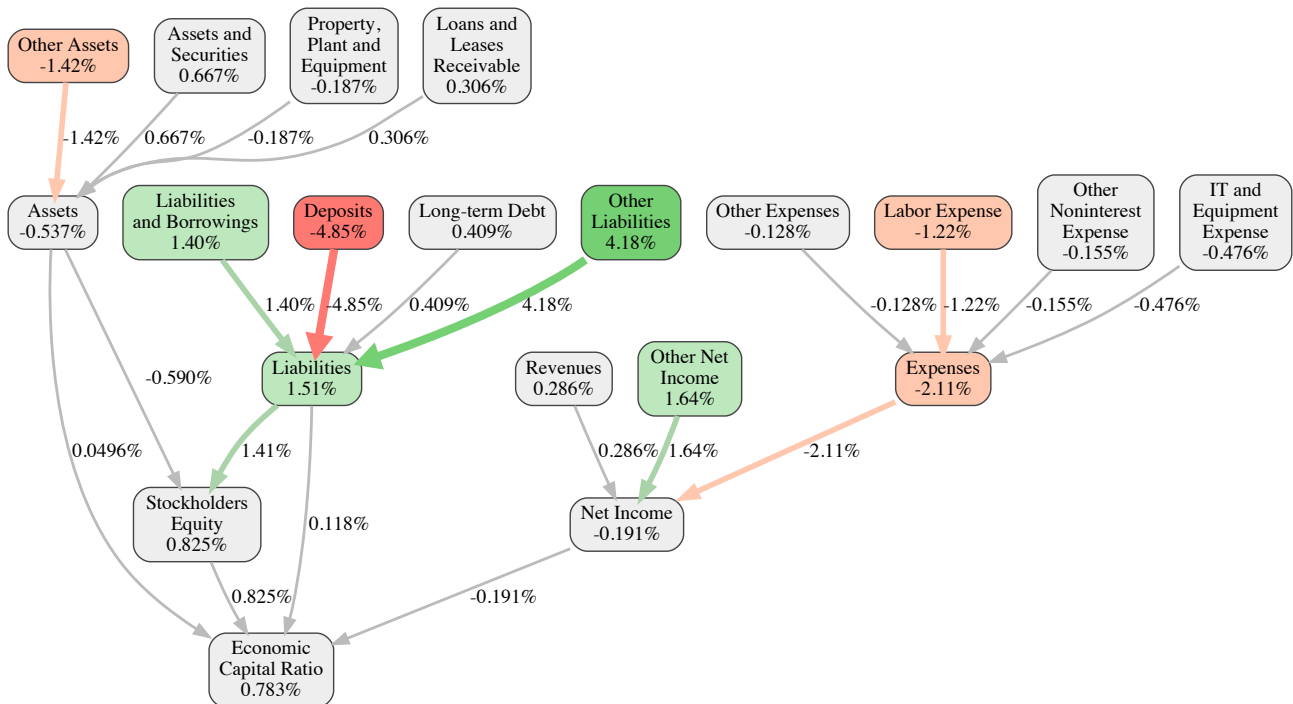 Other Assets
-1.42%
Assets and
Securities
0.667%
Property,
Plant and
Equipment
-0.187%
Loans and
Leases
Receivable
0.306%
-1.42%
0.667%
-0.187%
0.306%
Assets
-0.537%
Liabilities
and Borrowings
1.40%
Deposits
-4.85%
Long-term Debt
0.409%
Other
Liabilities
4.18%
Other Expenses
-0.128%
Labor Expense
-1.22%
Other
Noninterest
Expense
-0.155%
IT and
Equipment
Expense
-0.476%
1.40%
-4.85%
0.409%
4.18%
-0.128%
-1.22%
-0.155%
-0.476%
Liabilities
1.51%
Revenues
0.286%
Other Net
Income
1.64%
Expenses
-2.11%
-0.590%
0.0496%
1.41%
0.286%
1.64%
-2.11%
Stockholders
Equity
0.825%
0.118%
Net Income
-0.191%
0.825%
-0.191%
Economic
Capital Ratio
0.783%